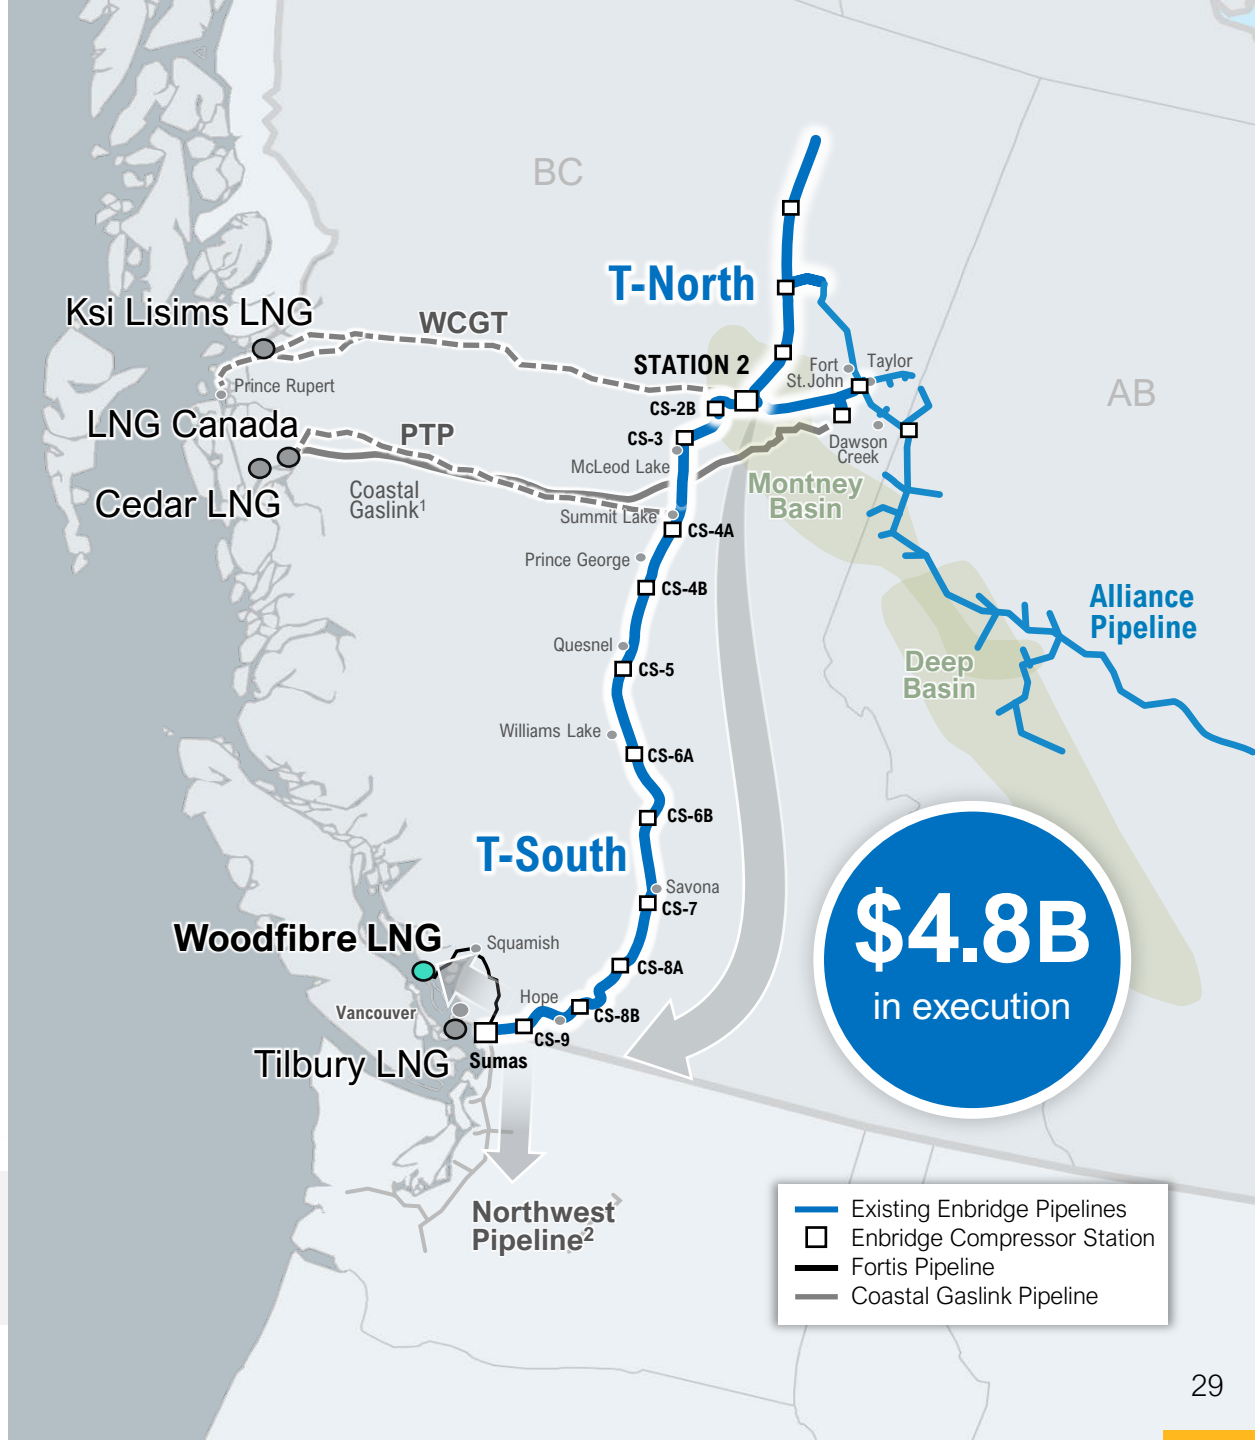 BC
T-North
Ksi Lisims LNG
WCGT
STATION 2
Fort
St.John
Taylor
Prince Rupert
AB
CS-2B
LNG Canada
PTP
CS-3
Dawson
Creek
McLeod Lake
Cedar LNG
Coastal
Gaslink1
Montney
Basin
Summit Lake
CS-4A
Prince George
CS-4B
Alliance
Pipeline
Quesnel
CS-5
Deep
Basin
Williams Lake
CS-6A
CS-6B
T-South
Savona
CS-7
$4.8B
in execution
Woodfibre LNG
Squamish
CS-8A
Hope
Vancouver
CS-8B
CS-9
Tilbury LNG
Sumas
Northwest
Pipeline2
Existing Enbridge Pipelines
Enbridge Compressor Station
Fortis Pipeline
Coastal Gaslink Pipeline
29